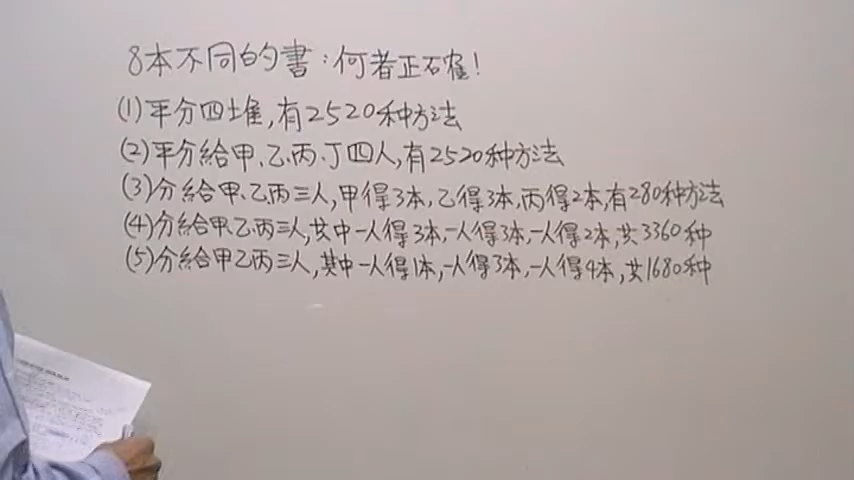 8本不同的書:何者正確!
(1)平分四堆,有2520种方法
(2)平分給甲、乙、丙、丁四人,有2520种方法
(3)分給甲、乙丙三人,甲得3本,乙得3本,丙得2本,有280种方法
(4)分給甲、乙、丙三人,其中一人得3本,一人得3本,一人得2本,共3360种
(5)分給甲乙丙三人,其中一人得1本,一人得3本,一人得4本,共1680种